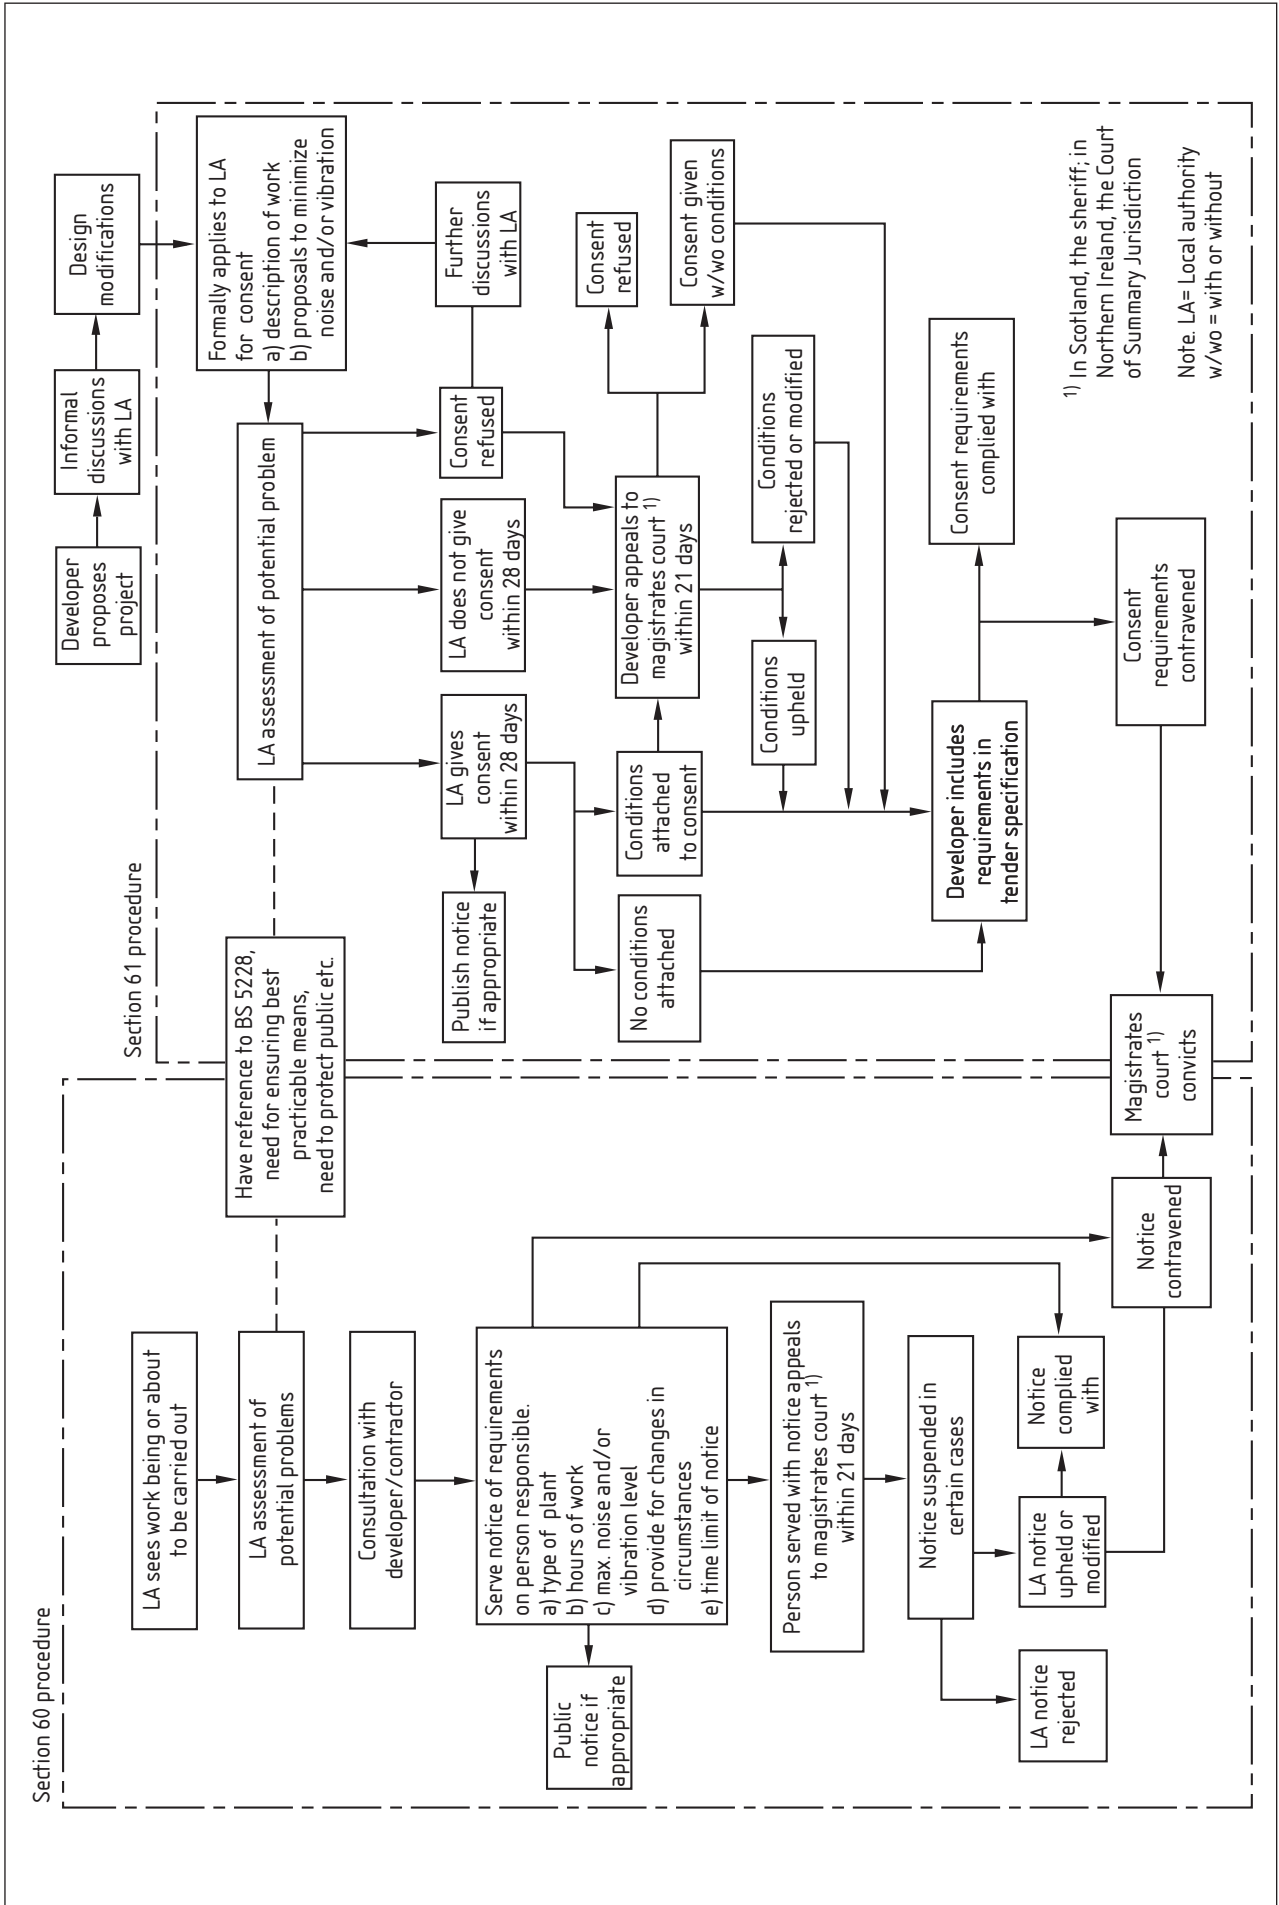 Section 60 procedure
LA sees work being or about
to be carried out
LA assessment of
potential problems
Consultation with
developer/contractor
Serve notice of requirements
on person responsible.
a) type of plant
b) hours of work
c) max. noise and/or
vibration level
d) provide for changes in
circumstances
e) time limit of notice
Public
notice if
appropriate
Person served with notice appeals
to magistrates court 1)
within 21 days
Notice suspended in
certain cases
LA notice
rejected
LA notice
upheld or
modified
Notice
complied
with
Notice
contravened
Have reference to BS 5228,
need for ensuring best
practicable means,
need to protect public etc.
Magistrates
court 1)
convicts
Section 61 procedure
Developer
proposes
project
Informal
discussions
with LA
Design
modifications
Formally applies to LA
for consent
a) description of work
b) proposals to minimize
noise and/or vibration
LA assessment of potential problem
LA gives
consent
within 28 days
LA does not give
consent
within 28 days
Consent
refused
Further
discussions
with LA
Publish notice
if appropriate
No conditions
attached
Conditions
attached
to consent
Developer appeals to
magistrates court 1)
within 21 days
Consent
refused
Consent given
w/wo conditions
Conditions
upheld
Conditions
rejected or modified
Developer includes
requirements in
tender specification
Consent requirements
complied with
Consent
requirements
contravened
1) In Scotland, the sheriff; in
Northern Ireland, the Court
of Summary Jurisdiction
Note. LA= Local authority
w/wo = with or without